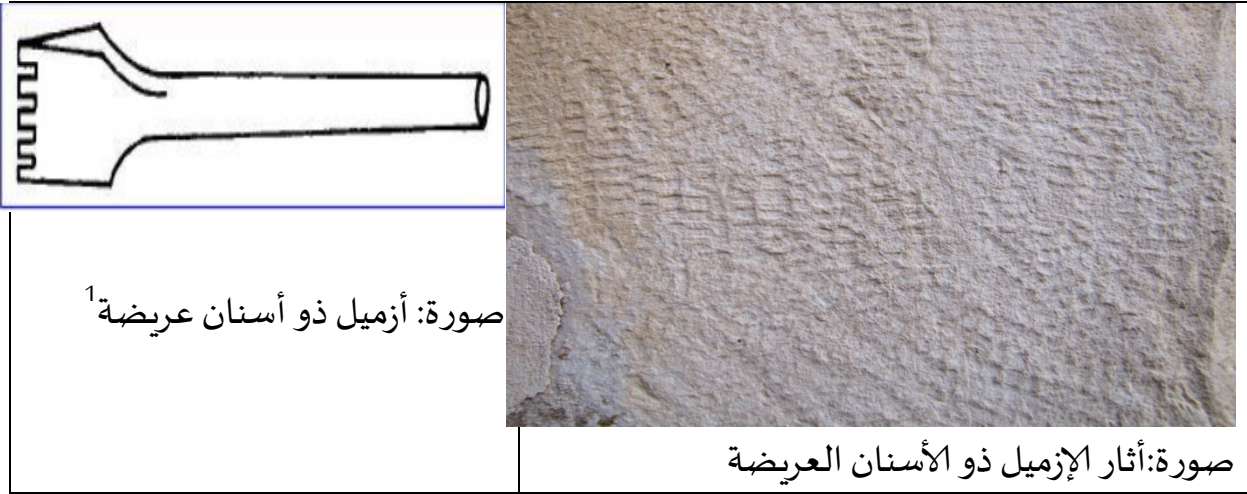 صورة: أزميل ذو أسنان عريضة1
صورة:أثار الإزميل ذو الأسنان العريضة